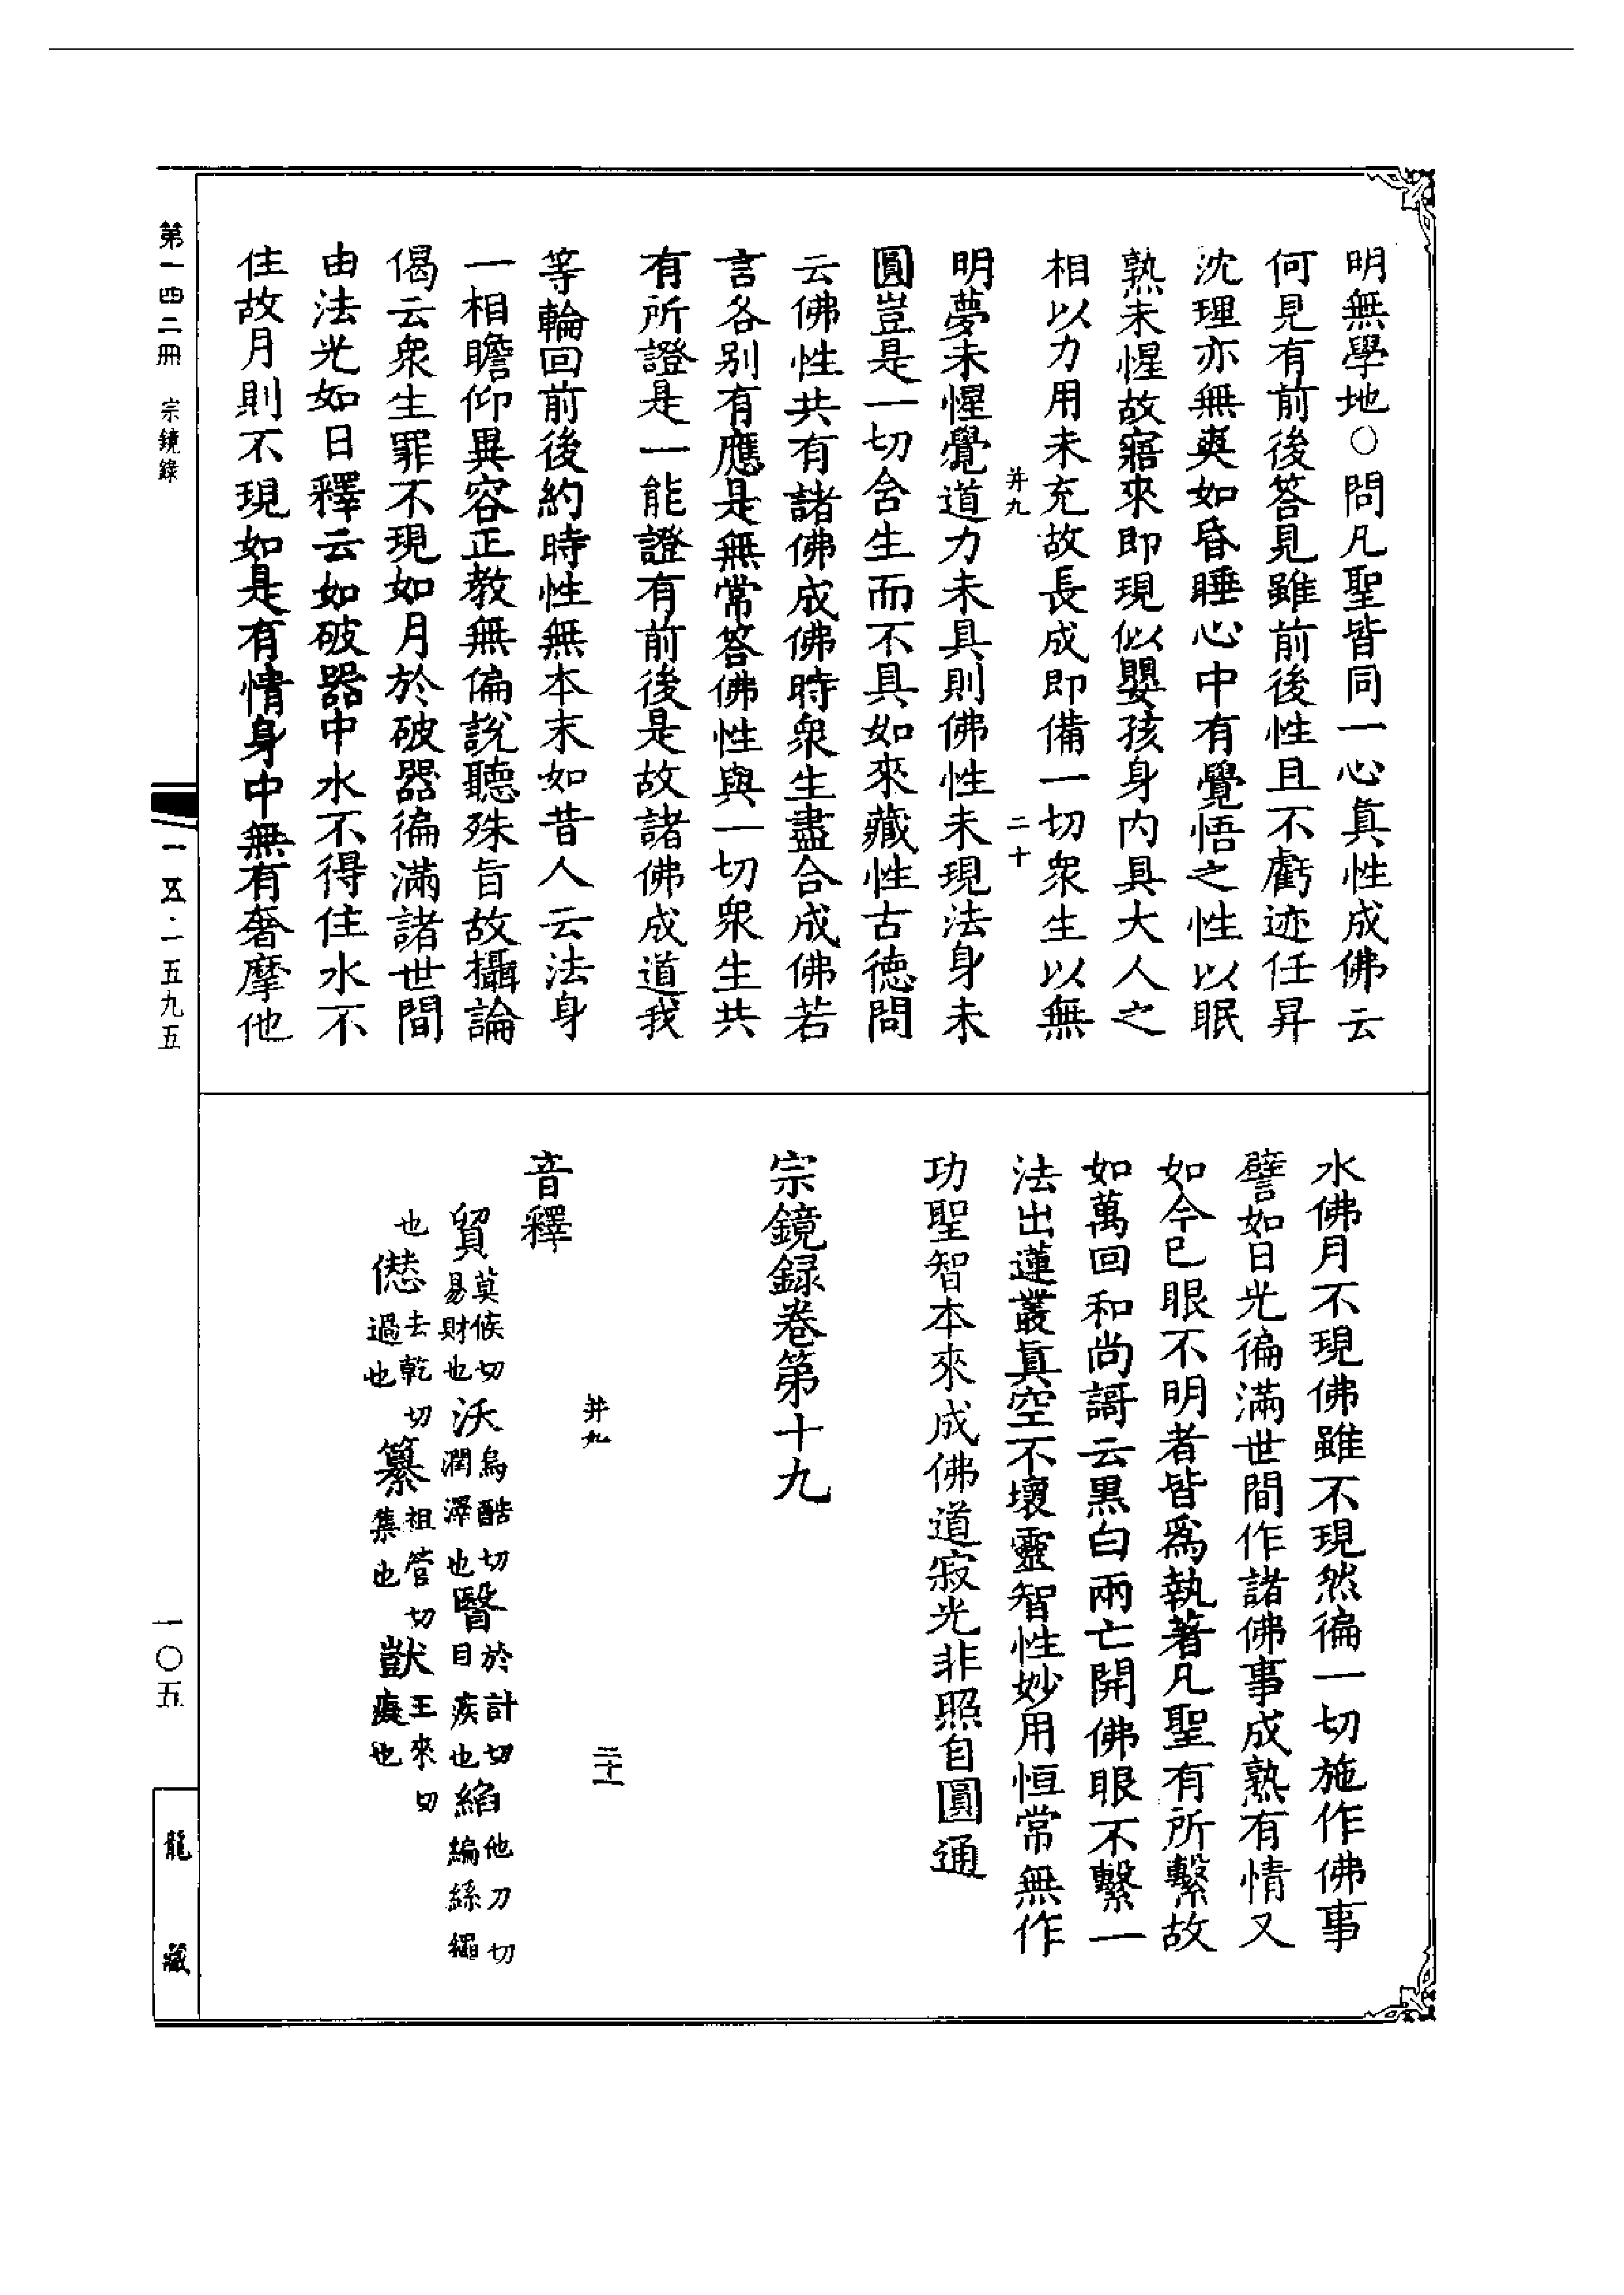 明無學地○問凡聖皆同一心真性成佛云
何見有前後答見雖前後性且不虧迹任昇
沈理亦無爽如昏睡心中有覺悟之性以眠
熟未惺故寤來即現似嬰孩身內具大人之
相以力用未充故長成即備一切衆生以無
井九 二十
明夢未惺覺道力未具則佛性未現法身未
圓豈是一切含生而不具如來藏性古德問
云佛性共有諸佛成佛時衆生盡合成佛若
言各別有應是無常答佛性與一切衆生共
有所證是一能證有前後是故諸佛成道我
等輪回前後約時性無本末如昔人云法身
一相瞻仰異容正教無偏說聽殊旨故攝論
偈云衆生罪不現如月於破器徧滿諸世間
由法光如日釋云如破器中水不得住水不
住故月則不現如是有情身中無有奢摩他
水佛月不現佛雖不現然徧一切施作佛事
譬如日光徧滿世間作諸佛事成熟有情又
如今已眼不明者皆爲執著凡聖有所繫故
如萬回和尚謌云黑白兩亡開佛眼不繫一
法出蓮叢真空不壞靈智性妙用恒常無作
功聖智本來成佛道寂光非照自圓通
宗鏡録卷第十九
井九 二十一
音釋
貿莫候切易財也沃烏酷切潤澤也瞖於計切目疾也縚他刀切編絲繩
也僁去乾切過也纂祖管切集也獃五來切癡也
第一四二冊 宗鏡錄
一五·一五九五
一〇五
龍藏